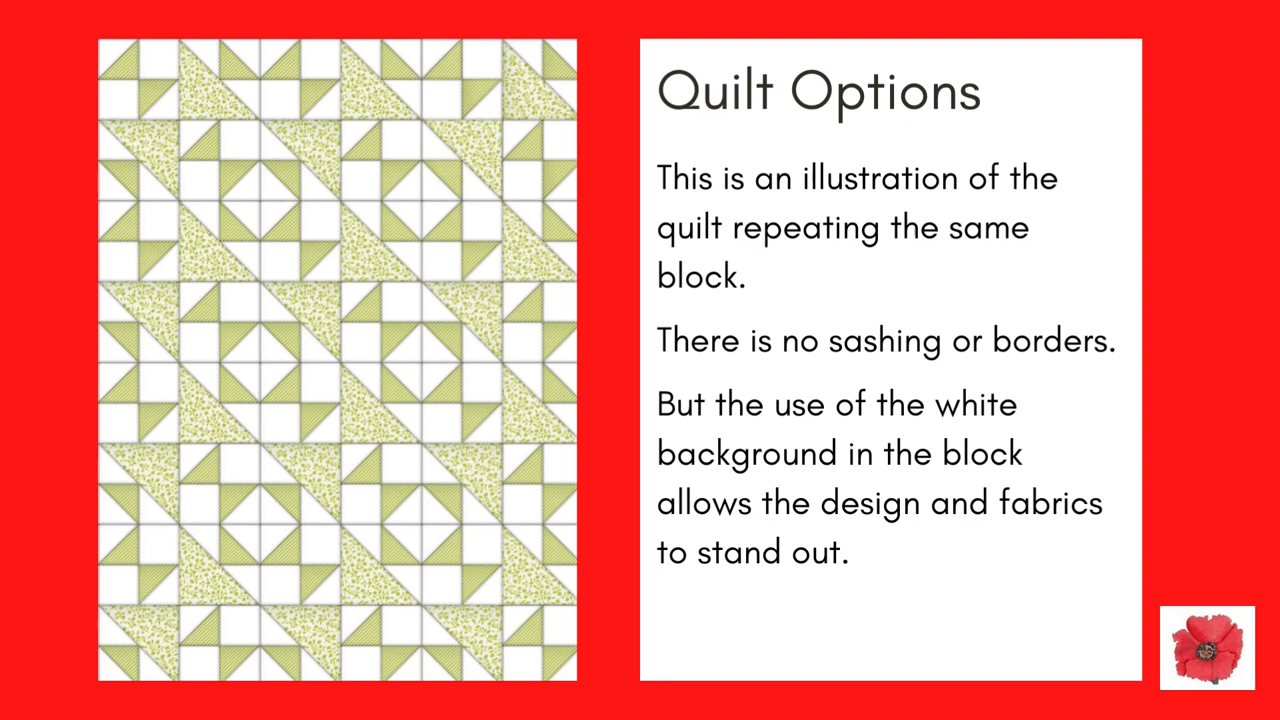 Quilt Options
This is an illustration of the
quilt repeating the same
block.
There is no sashing or borders.
But the use of the white
background in the block
allows the design and fabrics
to stand out.